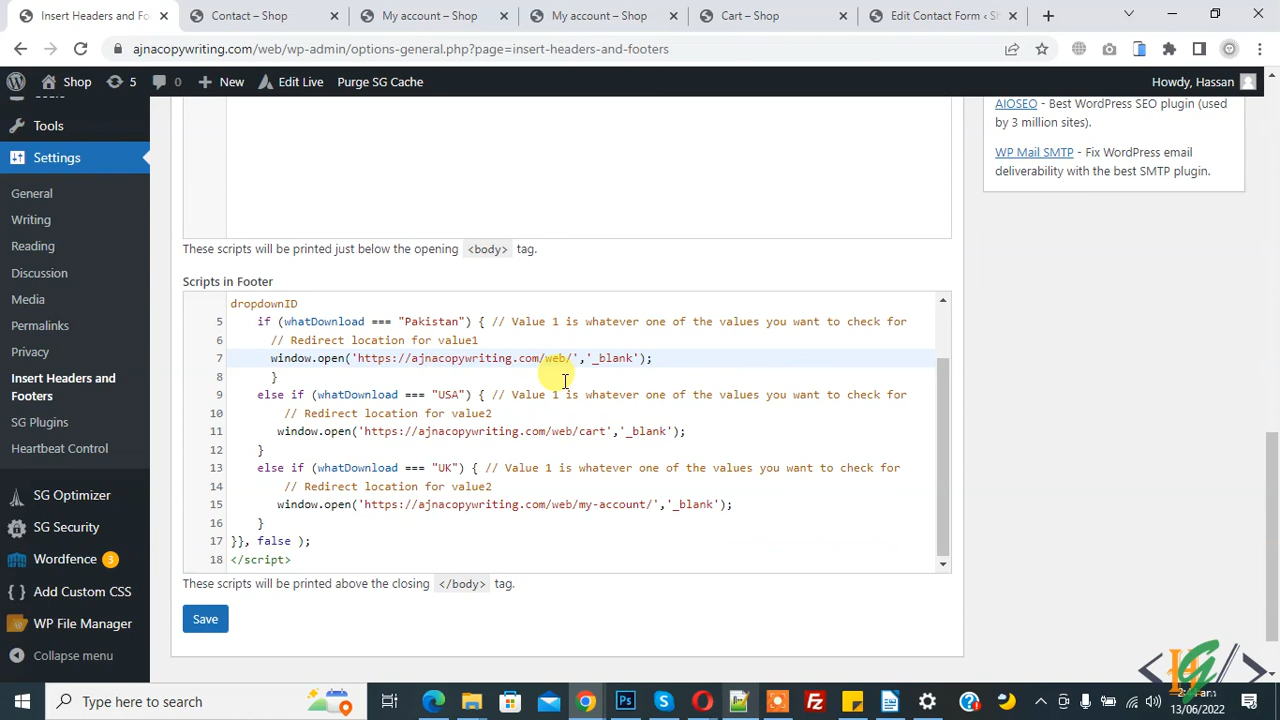 Insert Headers and Fo
Contact – Shop
My account – Shop
My account – Shop
Cart – Shop
Edit Contact Form ‹ Sh
ajnacopywriting.com/web/wp-admin/options-general.php?page=insert-headers-and-footers
Shop
5
0
New
Edit Live
Purge SG Cache
Howdy, Hassan
Tools
Settings
General
Writing
Reading
Discussion
Media
Permalinks
Privacy
Insert Headers and
Footers
SG Plugins
Heartbeat Control
SG Optimizer
SG Security
Wordfence 3
Add Custom CSS
WP File Manager
Collapse menu
AIOSEO - Best WordPress SEO plugin (used
by 3 million sites).
WP Mail SMTP - Fix WordPress email
deliverability with the best SMTP plugin.
These scripts will be printed just below the opening <body> tag.
Scripts in Footer
dropdownID
5 if (whatDownload === "Pakistan") { // Value 1 is whatever one of the values you want to check for
6 // Redirect location for value1
7 window.open('https://ajnacopywriting.com/web/','_blank');
8 }
9 else if (whatDownload === "USA") { // Value 1 is whatever one of the values you want to check for
10 // Redirect location for value2
11 window.open('https://ajnacopywriting.com/web/cart','_blank');
12 }
13 else if (whatDownload === "UK") { // Value 1 is whatever one of the values you want to check for
14 // Redirect location for value2
15 window.open('https://ajnacopywriting.com/web/my-account/','_blank');
16 }
17 }}, false );
18 </script>
These scripts will be printed above the closing </body> tag.
Save
Type here to search
13/06/2022